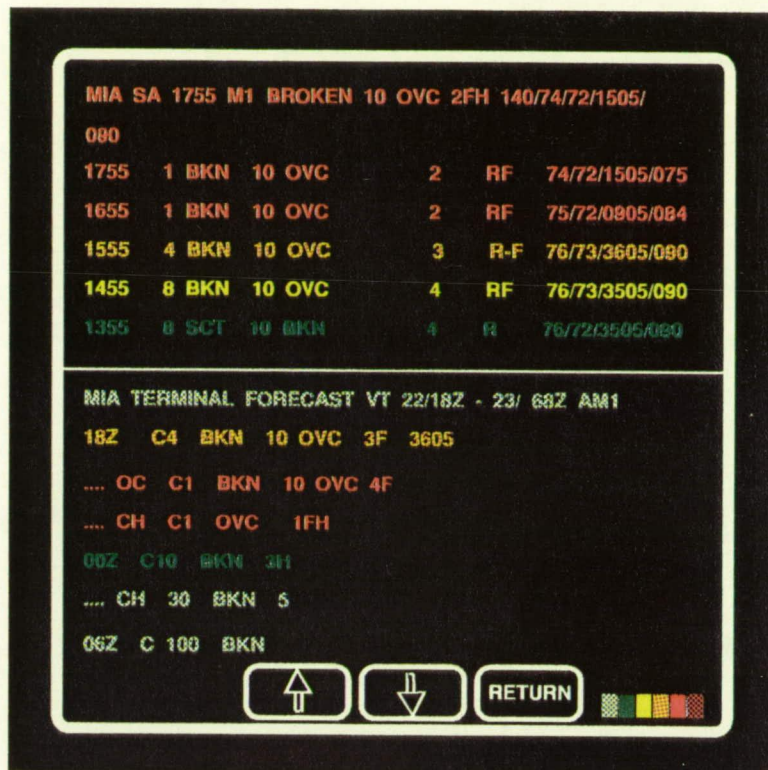 MIA SA 1755 M1 BROKEN 10 OVC 2FH 140/74/72/1505/
080
1755 1 BKN 10 OVC 2 RF 74/72/1505/075
1655 1 BKN 10 OVC 2 RF 75/72/0805/084
1555 4 BKN 10 OVC 3 R-F 76/73/3605/090
1455 8 BKN 10 OVC 4 RF 76/73/3505/090
1355 8 SCT 10 BKN 4 R 76/72/3505/080
MIA TERMINAL FORECAST VT 22/18Z - 23/ 68Z AM1
18Z C4 BKN 10 OVC 3F 3605
.... OC C1 BKN 10 OVC 4F
.... CH C1 OVC 1FH
00Z C10 BKN 3H
.... CH 30 BKN 5
06Z C 100 BKN
RETURN